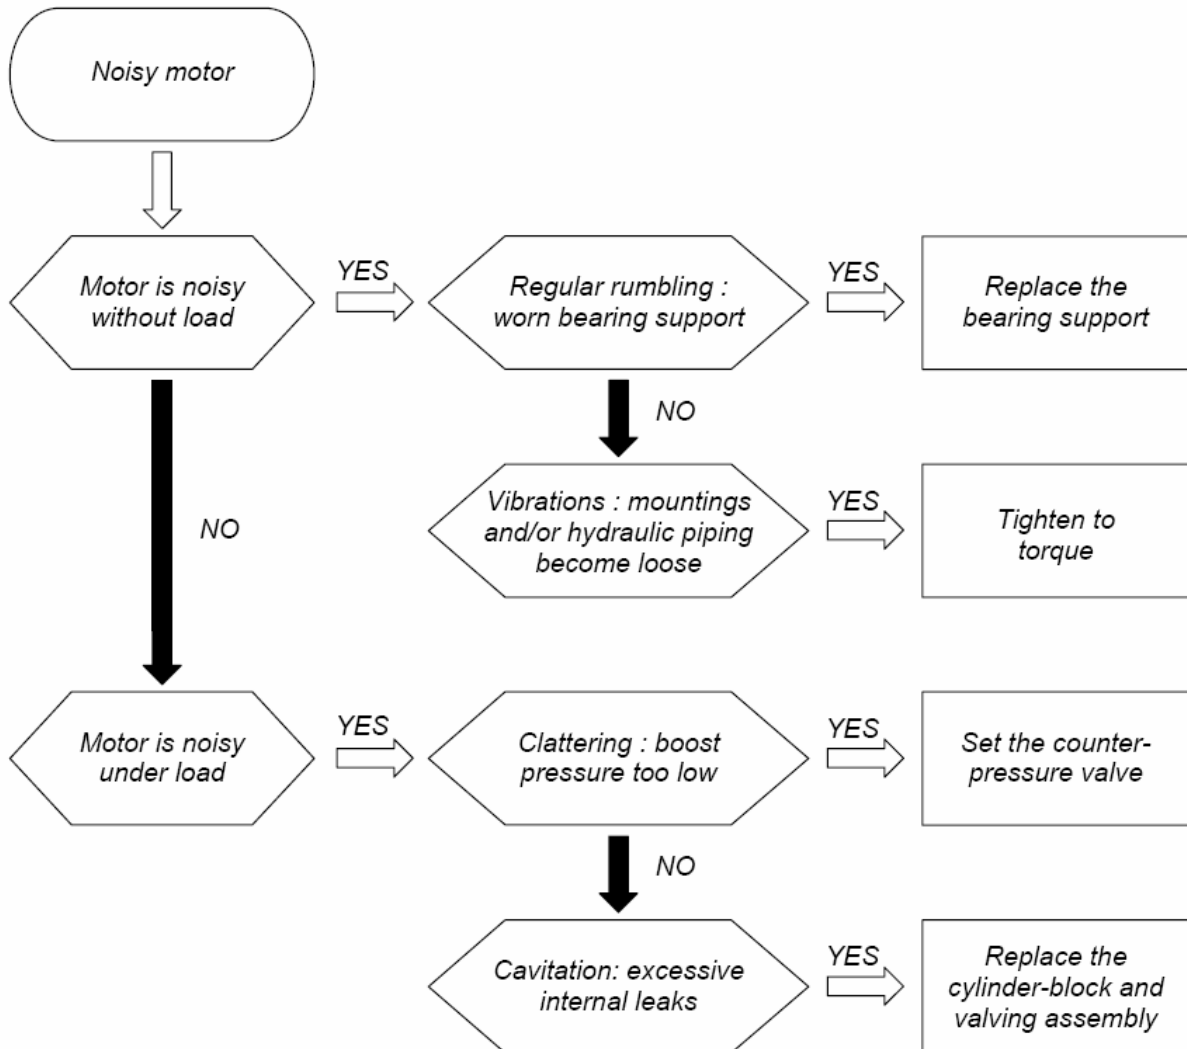 Noisy motor
Motor is noisy
without load
YES
Regular rumbling :
worn bearing support
YES
Replace the
bearing support
NO
Vibrations : mountings
and/or hydraulic piping
become loose
YES
Tighten to
torque
NO
Motor is noisy
under load
YES
Clattering : boost
pressure too low
YES
Set the counter-
pressure valve
NO
Cavitation: excessive
internal leaks
YES
Replace the
cylinder-block and
valving assembly